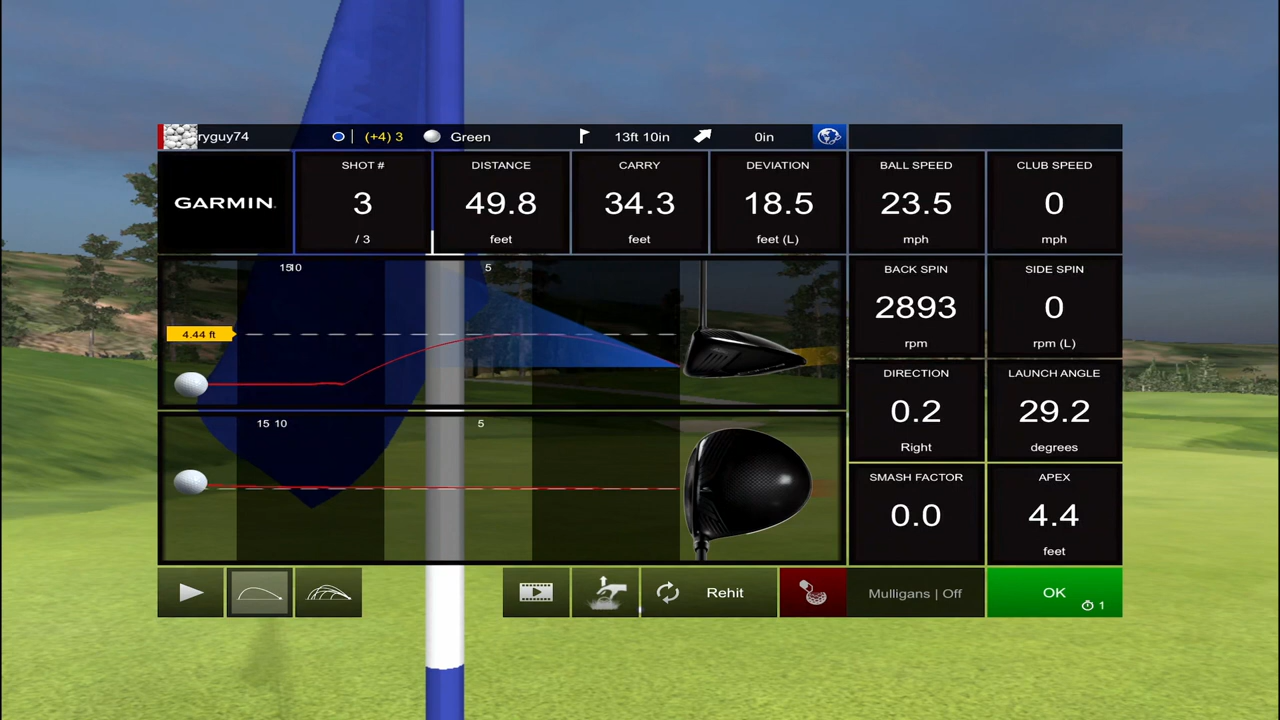 ryguy74 (+4) 3 Green 13ft 10in 0in
GARMIN
SHOT #
3
/ 3
DISTANCE
49.8
feet
CARRY
34.3
feet
DEVIATION
18.5
feet (L)
BALL SPEED
23.5
mph
CLUB SPEED
0
mph
15 10 5
4.44 ft
BACK SPIN
2893
rpm
SIDE SPIN
0
rpm (L)
15 10 5
DIRECTION
0.2
Right
LAUNCH ANGLE
29.2
degrees
SMASH FACTOR
0.0
APEX
4.4
feet
Rehit
Mulligans | Off
OK
1